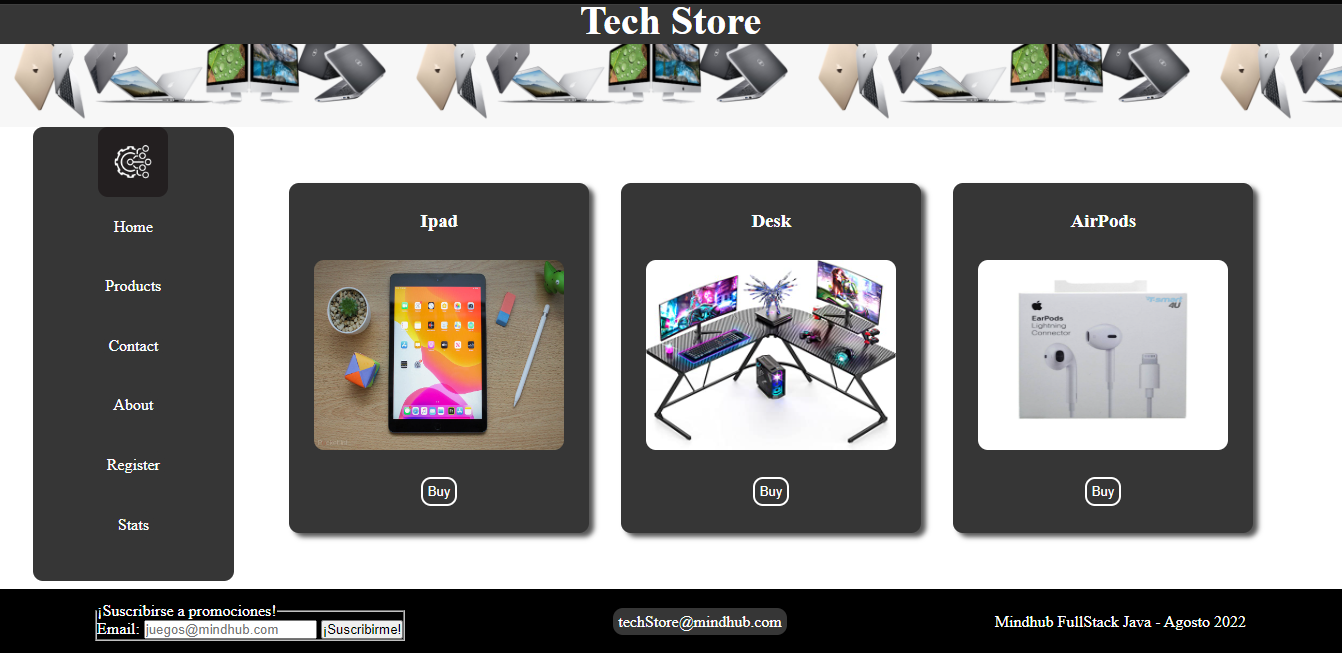 Tech Store
Home
Products
Contact
About
Register
Stats
Ipad
Buy
Desk
Buy
AirPods
4U
EarPods
Lightning
Connector
Buy
¡Suscribirse a promociones!
Email: juegos@mindhub.com ¡Suscribirme!
techStore@mindhub.com
Mindhub FullStack Java - Agosto 2022